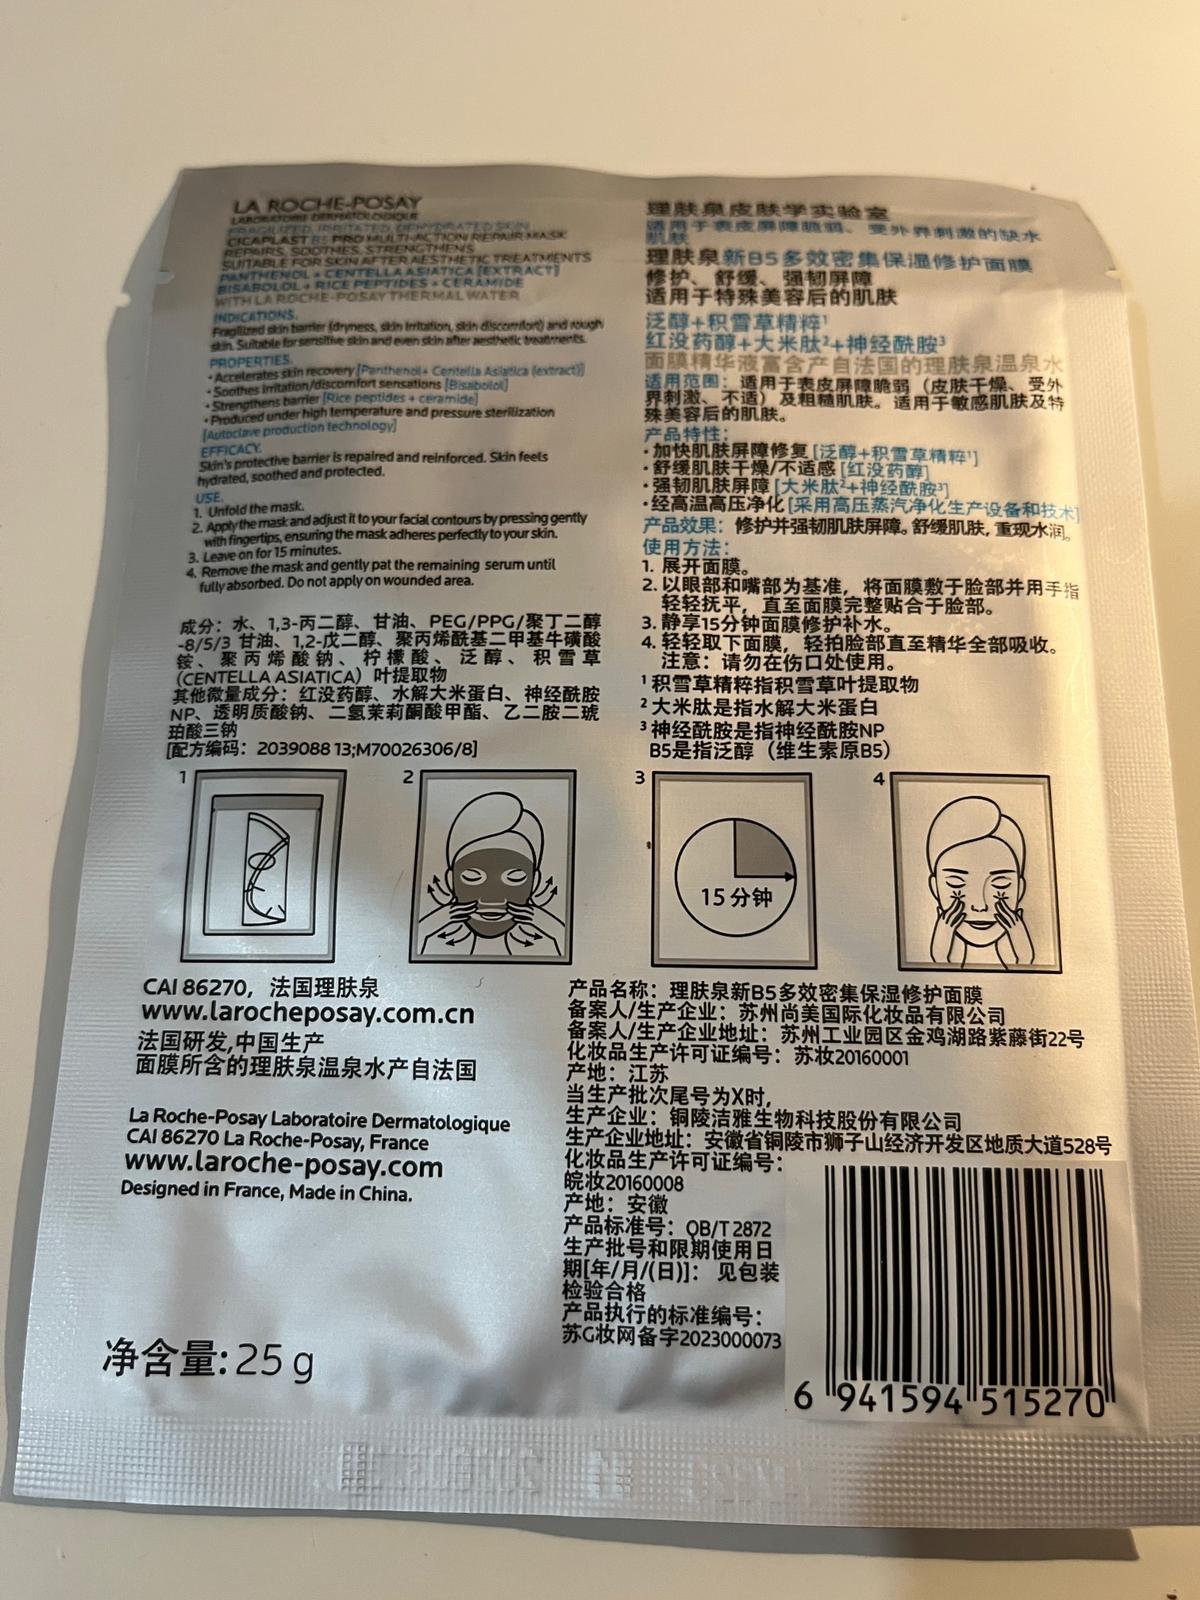 LA ROCHE-POSAY
LABORATOIRE DERMATOLOGIQUE
FRAGILIZED, IRRITATED, DEHYDRATED SKIN
CICAPLAST B5 PRO MULTI-ACTION REPAIR MASK
REPAIRS, SOOTHES, STRENGTHENS
SUITABLE FOR SKIN AFTER AESTHETIC TREATMENTS
PANTHENOL + CENTELLA ASIATICA [EXTRACT]
BISABOLOL + RICE PEPTIDES + CERAMIDE
WITH LA ROCHE-POSAY THERMAL WATER
INDICATIONS.
Fragilized skin barrier (dryness, skin irritation, skin discomfort) and rough
skin. Suitable for sensitive skin and even skin after aesthetic treatments.
PROPERTIES.
• Accelerates skin recovery [Panthenol+ Centella Asiatica (extract)]
• Soothes irritation/discomfort sensations [Bisabolol]
• Strengthens barrier [Rice peptides + ceramide]
• Produced under high temperature and pressure sterilization
[Autoclave production technology]
EFFICACY.
Skin's protective barrier is repaired and reinforced. Skin feels
hydrated, soothed and protected.
USE.
1. Unfold the mask.
2. Apply the mask and adjust it to your facial contours by pressing gently
with fingertips, ensuring the mask adheres perfectly to your skin.
3. Leave on for 15 minutes.
4. Remove the mask and gently pat the remaining serum until
fully absorbed. Do not apply on wounded area.
成分：水、1,3-丙二醇、甘油、PEG/PPG/聚丁二醇
-8/5/3 甘油、1,2-戊二醇、聚丙烯酰基二甲基牛磺酸
铵、聚丙烯酸钠、柠檬酸、泛醇、积雪草
（CENTELLA ASIATICA）叶提取物
其他微量成分：红没药醇、水解大米蛋白、神经酰胺
NP、透明质酸钠、二氢茉莉酮酸甲酯、乙二胺二琥
珀酸三钠
[配方编码：2039088 13;M70026306/8]
理肤泉皮肤学实验室
适用于表皮屏障脆弱、受外界刺激的缺水
肌肤
理肤泉新B5多效密集保湿修护面膜
修护、舒缓、强韧屏障
适用于特殊美容后的肌肤
泛醇+积雪草精粹¹
红没药醇+大米肽²+神经酰胺³
面膜精华液富含产自法国的理肤泉温泉水
适用范围：适用于表皮屏障脆弱（皮肤干燥、受外
界刺激、不适）及粗糙肌肤。适用于敏感肌肤及特
殊美容后的肌肤。
产品特性：
·加快肌肤屏障修复 [泛醇+积雪草精粹¹]
·舒缓肌肤干燥/不适感 [红没药醇]
·强韧肌肤屏障 [大米肽²+神经酰胺³]
·经高温高压净化 [采用高压蒸汽净化生产设备和技术]
产品效果：修护并强韧肌肤屏障。舒缓肌肤，重现水润。
使用方法：
1. 展开面膜。
2. 以眼部和嘴部为基准，将面膜敷于脸部并用手指
轻轻抚平，直至面膜完整贴合于脸部。
3. 静享15分钟面膜修护补水。
4. 轻轻取下面膜，轻拍脸部直至精华全部吸收。
注意：请勿在伤口处使用。
¹ 积雪草精粹指积雪草叶提取物
² 大米肽是指水解大米蛋白
³ 神经酰胺是指神经酰胺NP
B5是指泛醇（维生素原B5）
1
2
3
4
15 分钟
CAI 86270，法国理肤泉
www.larocheposay.com.cn
法国研发,中国生产
面膜所含的理肤泉温泉水产自法国
La Roche-Posay Laboratoire Dermatologique
CAI 86270 La Roche-Posay, France
www.laroche-posay.com
Designed in France, Made in China.
净含量: 25 g
产品名称：理肤泉新B5多效密集保湿修护面膜
备案人/生产企业：苏州尚美国际化妆品有限公司
备案人/生产企业地址：苏州工业园区金鸡湖路紫藤街22号
化妆品生产许可证编号：苏妆20160001
产地：江苏
当生产批次尾号为X时，
生产企业：铜陵洁雅生物科技股份有限公司
生产企业地址：安徽省铜陵市狮子山经济开发区地质大道528号
化妆品生产许可证编号：
皖妆20160008
产地：安徽
产品标准号：QB/T 2872
生产批号和限期使用日
期[年/月/(日)]： 见包装
检验合格
产品执行的标准编号：
苏G妆网备字2023000073
6 941594 515270